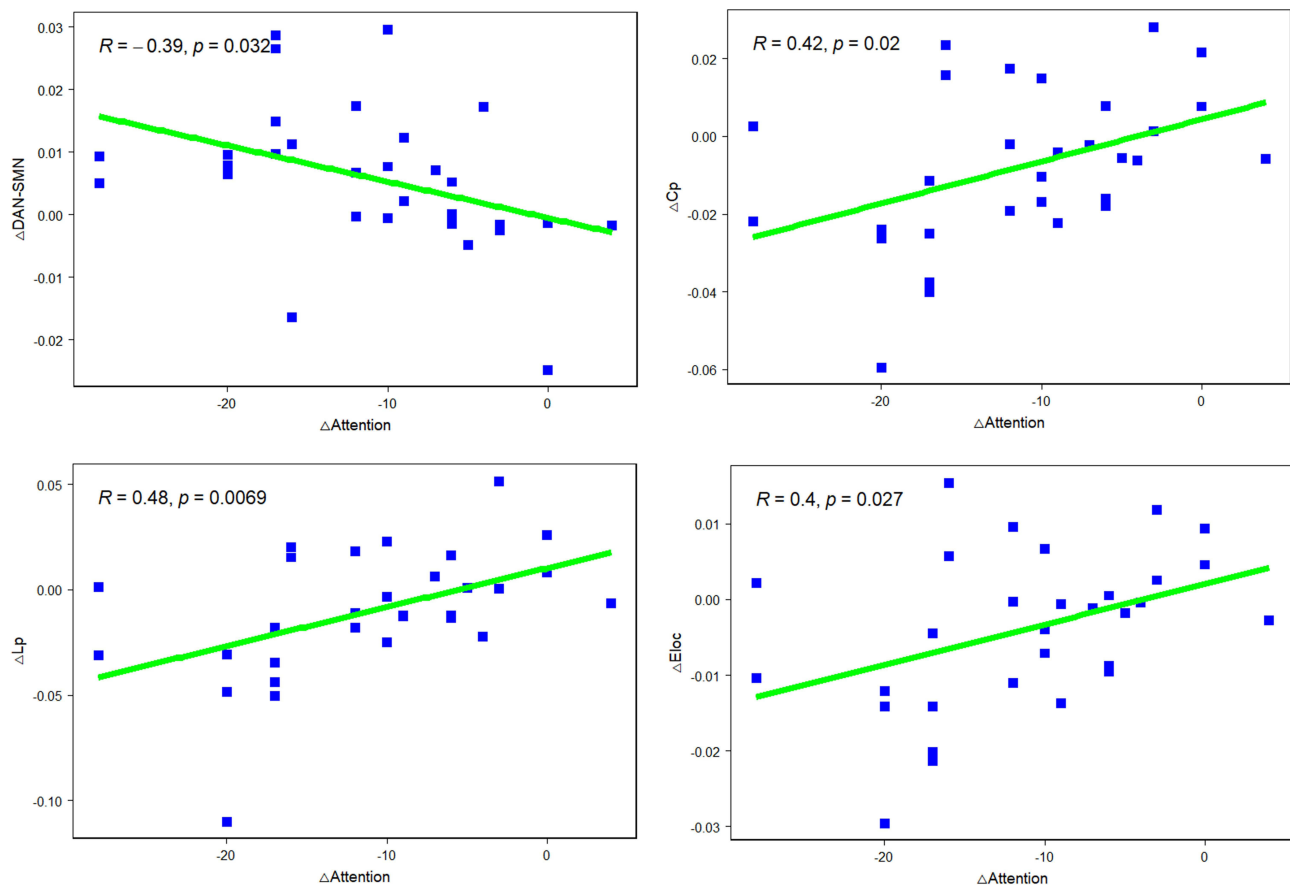 R = −0.39, p = 0.032
0.03
0.02
0.01
0.00
-0.01
-0.02
△DAN-SMN
-20 -10 0
△Attention
R = 0.42, p = 0.02
0.02
0.00
-0.02
-0.04
-0.06
△Cp
-20 -10 0
△Attention
R = 0.48, p = 0.0069
0.05
0.00
-0.05
-0.10
△Lp
-20 -10 0
△Attention
R = 0.4, p = 0.027
0.01
0.00
-0.01
-0.02
-0.03
△Eloc
-20 -10 0
△Attention